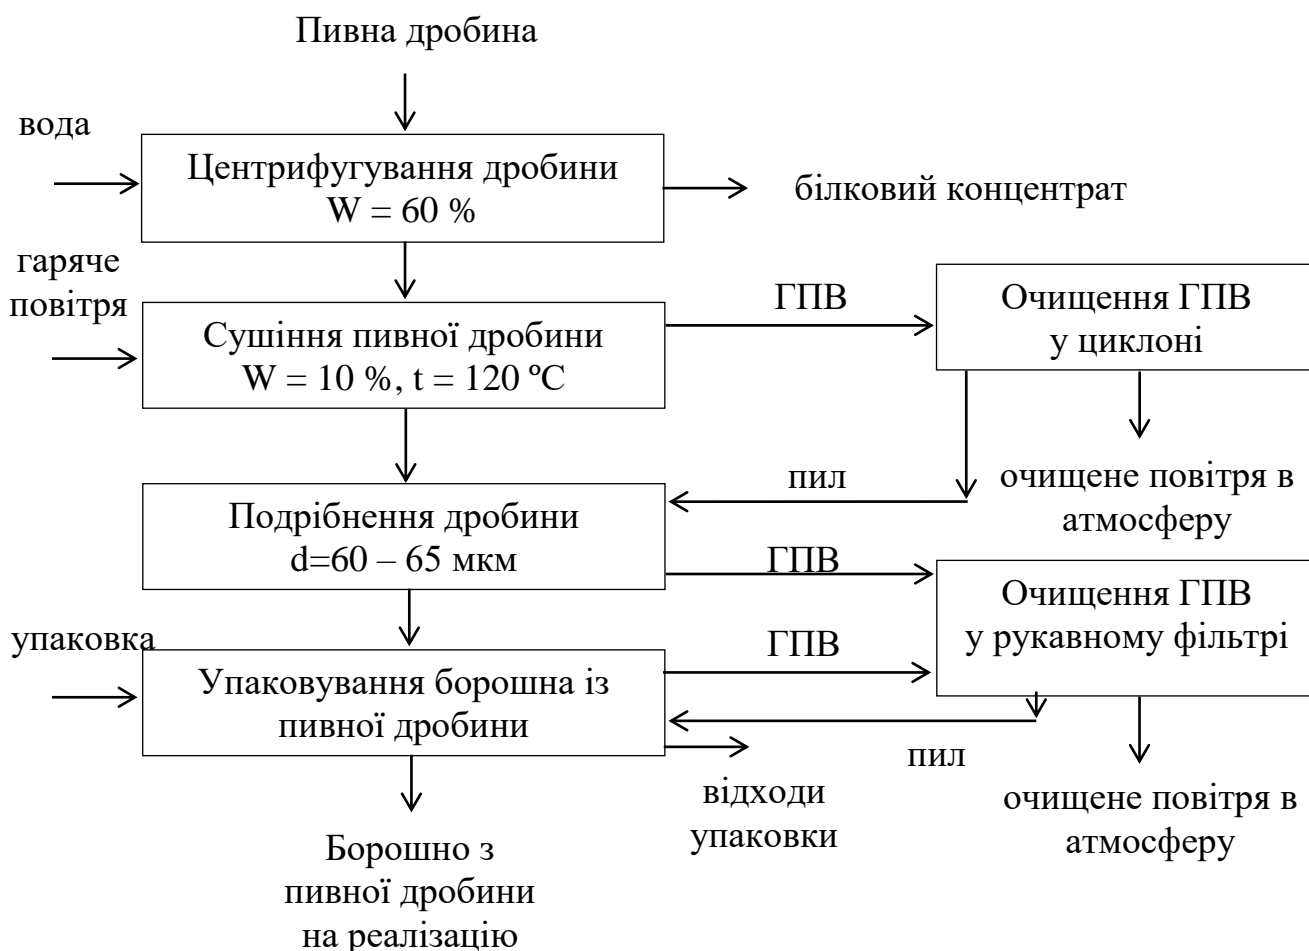 Пивна дробина
вода
Центрифугування дробини
W = 60 %
білковий концентрат
гаряче
повітря
Сушіння пивної дробини
W = 10 %, t = 120 ºС
ГПВ
Очищення ГПВ
у циклоні
пил
очищене повітря в
атмосферу
Подрібнення дробини
d=60 – 65 мкм
ГПВ
Очищення ГПВ
у рукавному фільтрі
упаковка
Упаковування борошна із
пивної дробини
ГПВ
пил
відходи
упаковки
очищене повітря в
атмосферу
Борошно з
пивної дробини
на реалізацію